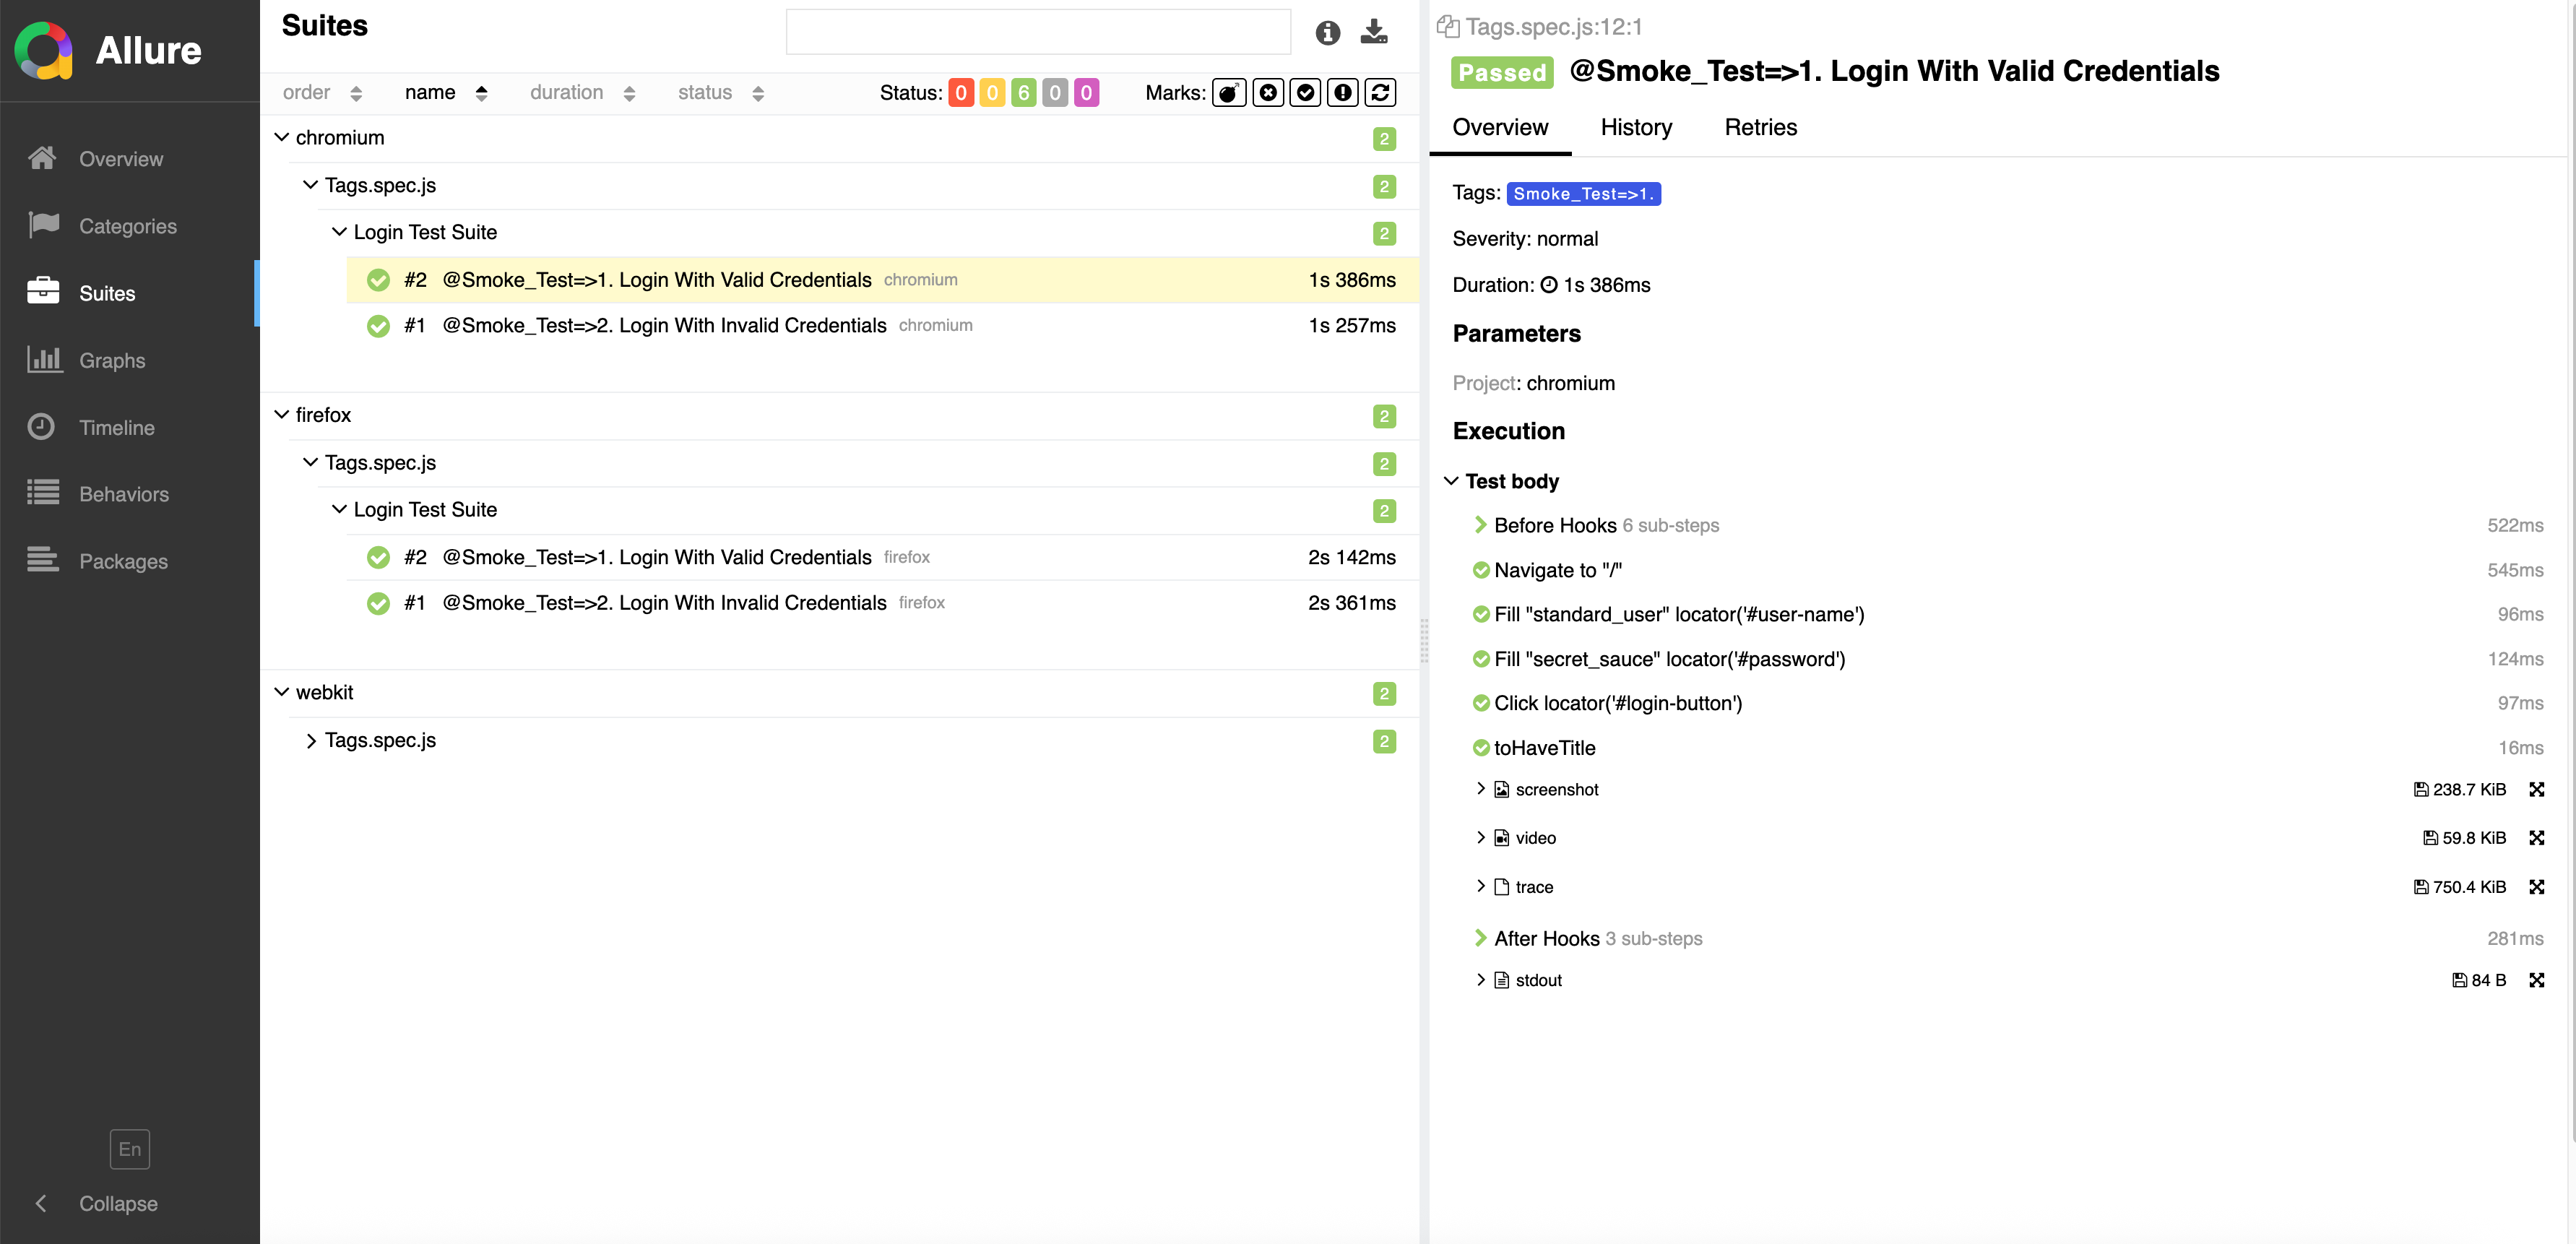 Allure
Overview
Categories
Suites
Graphs
Timeline
Behaviors
Packages
En
Collapse
Suites
order name duration status Status: 0 0 6 0 0 Marks:
chromium 2
Tags.spec.js 2
Login Test Suite 2
#2 @Smoke_Test=>1. Login With Valid Credentials chromium 1s 386ms
#1 @Smoke_Test=>2. Login With Invalid Credentials chromium 1s 257ms
firefox 2
Tags.spec.js 2
Login Test Suite 2
#2 @Smoke_Test=>1. Login With Valid Credentials firefox 2s 142ms
#1 @Smoke_Test=>2. Login With Invalid Credentials firefox 2s 361ms
webkit 2
Tags.spec.js 2
Tags.spec.js:12:1
Passed @Smoke_Test=>1. Login With Valid Credentials
Overview History Retries
Tags: Smoke_Test=>1.
Severity: normal
Duration: 1s 386ms
Parameters
Project: chromium
Execution
Test body
Before Hooks 6 sub-steps 522ms
Navigate to "/" 545ms
Fill "standard_user" locator('#user-name') 96ms
Fill "secret_sauce" locator('#password') 124ms
Click locator('#login-button') 97ms
toHaveTitle 16ms
screenshot 238.7 KiB
video 59.8 KiB
trace 750.4 KiB
After Hooks 3 sub-steps 281ms
stdout 84 B